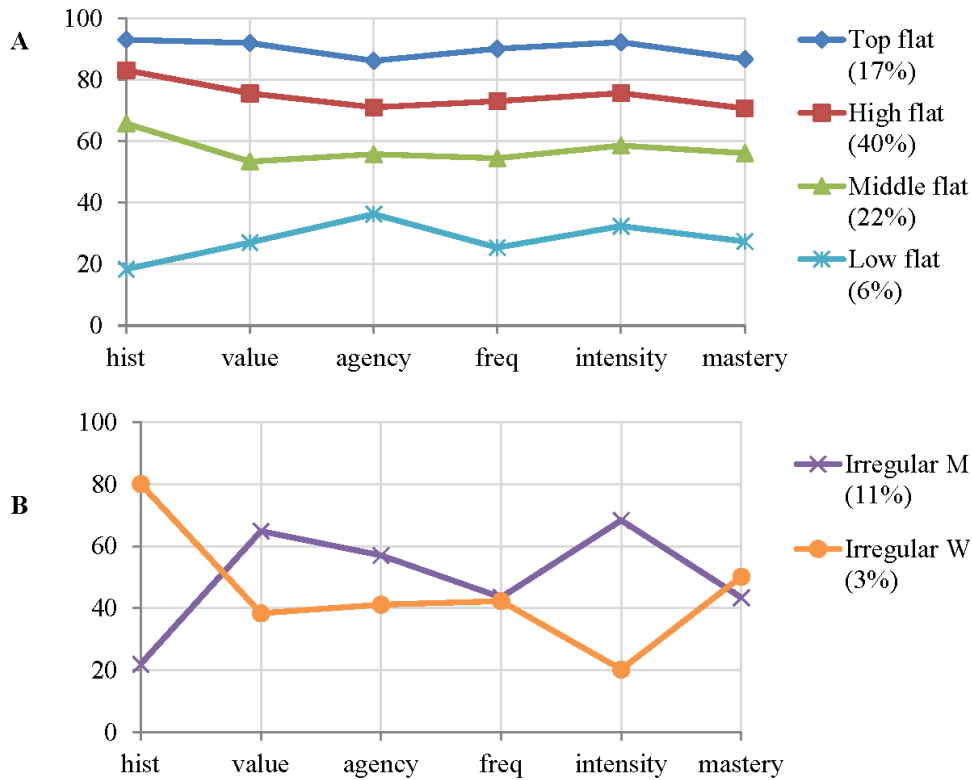 A
100
80
60
40
20
0
hist value agency freq intensity mastery
Top flat
(17%)
High flat
(40%)
Middle flat
(22%)
Low flat
(6%)
B
100
80
60
40
20
0
hist value agency freq intensity mastery
Irregular M
(11%)
Irregular W
(3%)